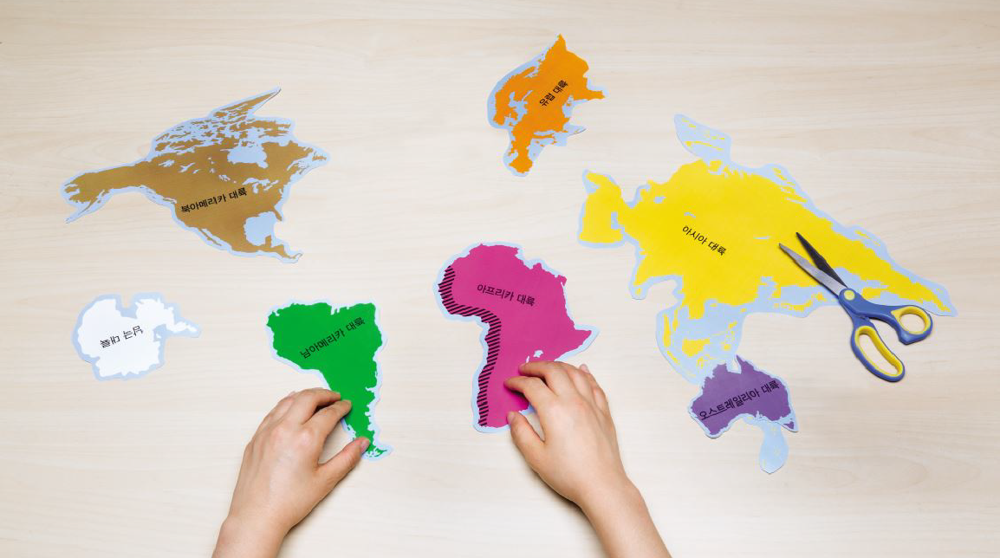 유럽 대륙
북아메리카 대륙
아시아 대륙
아프리카 대륙
남극 대륙
남아메리카 대륙
오스트레일리아 대륙